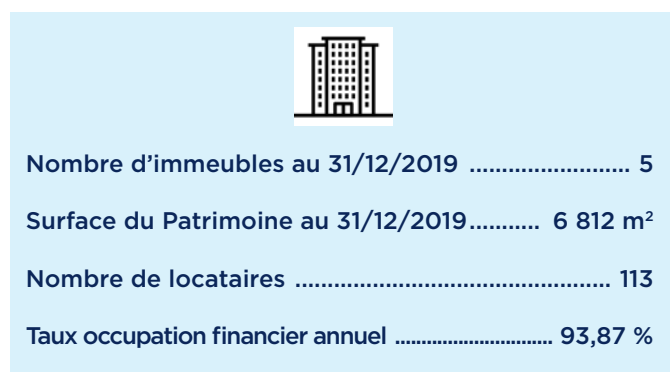 Nombre d’immeubles au 31/12/2019 ......................... 5
Surface du Patrimoine au 31/12/2019........... 6 812 m²
Nombre de locataires ................................................ 113
Taux occupation financier annuel .............................. 93,87 %